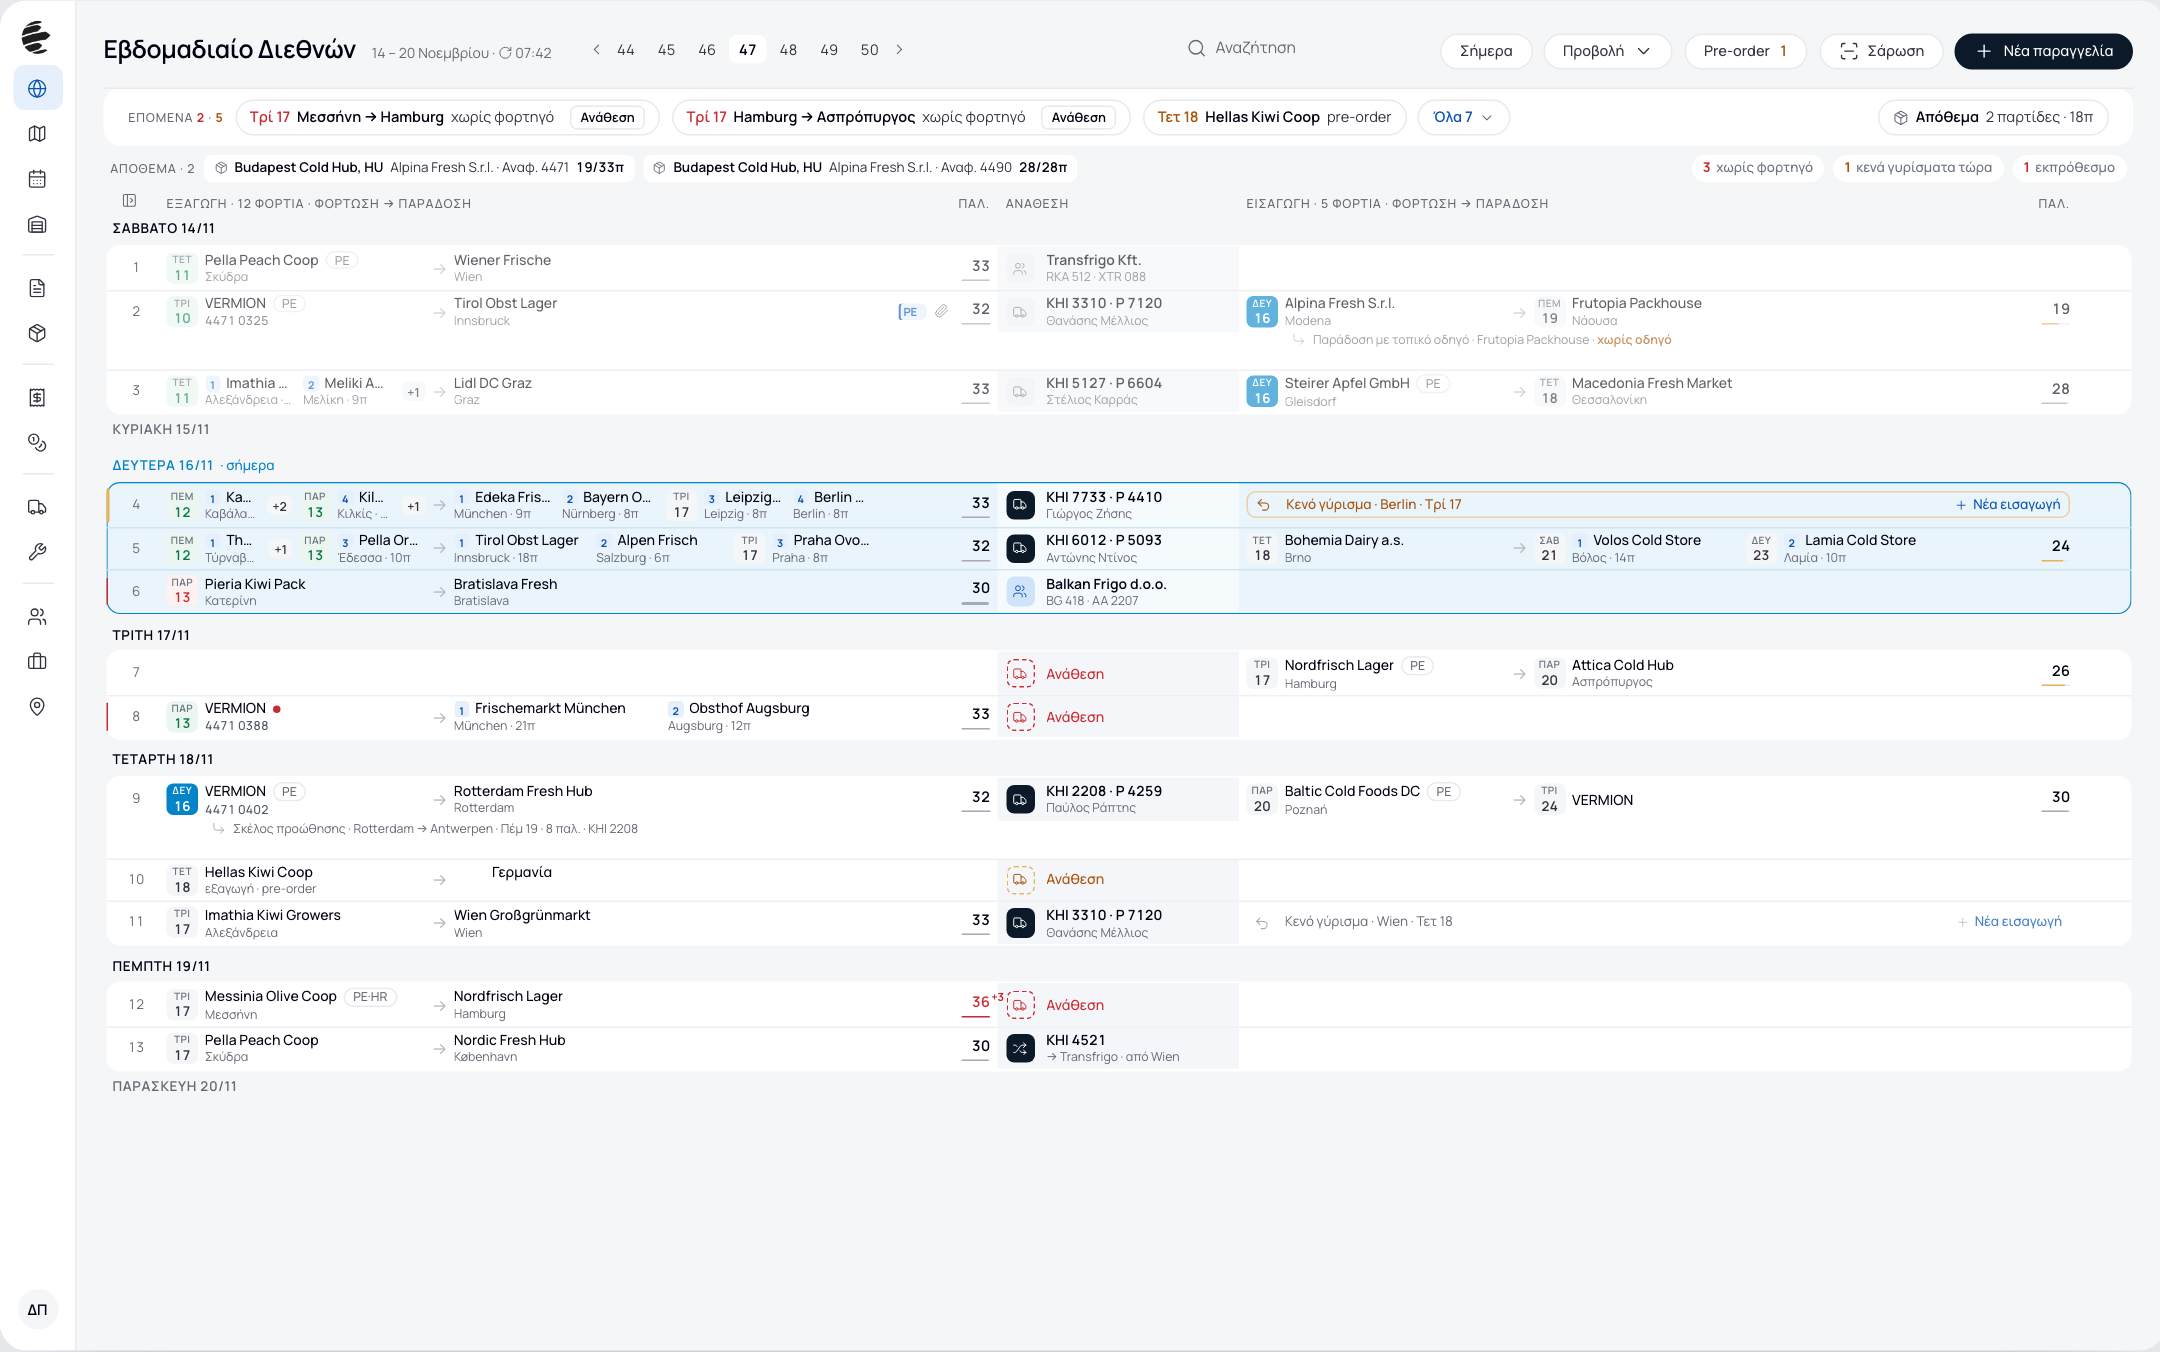 Εβδομαδιαίο Διεθνών 14 – 20 Νοεμβρίου · 07:42 44 45 46 47 48 49 50 Αναζήτηση Σήμερα Προβολή Pre-order 1 Σάρωση Νέα παραγγελία
ΕΠΟΜΕΝΑ 2 · 5 Τρί 17 Μεσσήνη → Hamburg χωρίς φορτηγό Ανάθεση Τρί 17 Hamburg → Ασπρόπυργος χωρίς φορτηγό Ανάθεση Τετ 18 Hellas Kiwi Coop pre-order Όλα 7 Απόθεμα 2 παρτίδες · 18π
ΑΠΟΘΕΜΑ · 2 Budapest Cold Hub, HU Alpina Fresh S.r.l. · Αναφ. 4471 19/33π Budapest Cold Hub, HU Alpina Fresh S.r.l. · Αναφ. 4490 28/28π 3 χωρίς φορτηγό 1 κενά γυρίσματα τώρα 1 εκπρόθεσμο
ΕΞΑΓΩΓΗ · 12 ΦΟΡΤΙΑ · ΦΟΡΤΩΣΗ → ΠΑΡΑΔΟΣΗ ΠΑΛ. ΑΝΑΘΕΣΗ ΕΙΣΑΓΩΓΗ · 5 ΦΟΡΤΙΑ · ΦΟΡΤΩΣΗ → ΠΑΡΑΔΟΣΗ ΠΑΛ.
ΣΑΒΒΑΤΟ 14/11
1 ΤΕΤ Pella Peach Coop PE → Wiener Frische 33 Transfrigo Kft.
11 Σκύδρα Wien RKA 512 · XTR 088
2 ΤΡΙ VERMION PE → Tirol Obst Lager PE 32 ΚΗΙ 3310 · Ρ 7120 ΔΕΥ Alpina Fresh S.r.l. → ΠΕΜ Frutopia Packhouse 19
10 4471 0325 Innsbruck Θανάσης Μέλλιος 16 Modena 19 Νάουσα
Παράδοση με τοπικό οδηγό · Frutopia Packhouse · χωρίς οδηγό
3 ΤΕΤ 1 Imathia ... 2 Meliki A... +1 → Lidl DC Graz 33 ΚΗΙ 5127 · Ρ 6604 ΔΕΥ Steirer Apfel GmbH PE → ΤΕΤ Macedonia Fresh Market 28
11 Αλεξάνδρεια ·... Μελίκη · 9π Graz Στέλιος Καρράς 16 Gleisdorf 18 Θεσσαλονίκη
ΚΥΡΙΑΚΗ 15/11
ΔΕΥΤΕΡΑ 16/11 · σήμερα
4 ΠΕΜ 1 Ka... +2 ΠΑΡ 4 Kil... +1 → 1 Edeka Fris... 2 Bayern O... ΤΡΙ 3 Leipzig... 4 Berlin ... 33 ΚΗΙ 7733 · Ρ 4410 Κενό γύρισμα · Berlin · Τρί 17 + Νέα εισαγωγή
12 Καβάλα... 13 Κιλκίς · ... München · 9π Nürnberg · 8π 17 Leipzig · 8π Berlin · 8π Γιώργος Ζήσης
5 ΠΕΜ 1 Th... +1 ΠΑΡ 3 Pella Or... → 1 Tirol Obst Lager 2 Alpen Frisch ΤΡΙ 3 Praha Ovo... 32 ΚΗΙ 6012 · Ρ 5093 ΤΕΤ Bohemia Dairy a.s. → ΣΑΒ 1 Volos Cold Store ΔΕΥ 2 Lamia Cold Store 24
12 Τύρναβ... 13 Έδεσσα · 10π Innsbruck · 18π Salzburg · 6π 17 Praha · 8π Αντώνης Ντίνος 18 Brno 21 Βόλος · 14π 23 Λαμία · 10π
6 ΠΑΡ Pieria Kiwi Pack → Bratislava Fresh 30 Balkan Frigo d.o.o.
13 Κατερίνη Bratislava BG 418 · AA 2207
ΤΡΙΤΗ 17/11
7 Ανάθεση ΤΡΙ Nordfrisch Lager PE → ΠΑΡ Attica Cold Hub 26
17 Hamburg 20 Ασπρόπυργος
8 ΠΑΡ VERMION → 1 Frischemarkt München 2 Obsthof Augsburg 33 Ανάθεση
13 4471 0388 München · 21π Augsburg · 12π
ΤΕΤΑΡΤΗ 18/11
9 ΔΕΥ VERMION PE → Rotterdam Fresh Hub 32 ΚΗΙ 2208 · Ρ 4259 ΠΑΡ Baltic Cold Foods DC PE → ΤΡΙ VERMION 30
16 4471 0402 Rotterdam Παύλος Ράπτης 20 Poznań 24
Σκέλος προώθησης · Rotterdam → Antwerpen · Πέμ 19 · 8 παλ. · ΚΗΙ 2208
10 ΤΕΤ Hellas Kiwi Coop → Γερμανία Ανάθεση
18 εξαγωγή · pre-order
11 ΤΡΙ Imathia Kiwi Growers → Wien Großgrünmarkt 33 ΚΗΙ 3310 · Ρ 7120 Κενό γύρισμα · Wien · Τετ 18 + Νέα εισαγωγή
17 Αλεξάνδρεια Wien Θανάσης Μέλλιος
ΠΕΜΠΤΗ 19/11
12 ΤΡΙ Messinia Olive Coop PE·HR → Nordfrisch Lager 36 +3 Ανάθεση
17 Μεσσήνη Hamburg
13 ΤΡΙ Pella Peach Coop → Nordic Fresh Hub 30 ΚΗΙ 4521
17 Σκύδρα København → Transfrigo · από Wien
ΠΑΡΑΣΚΕΥΗ 20/11
ΔΠ